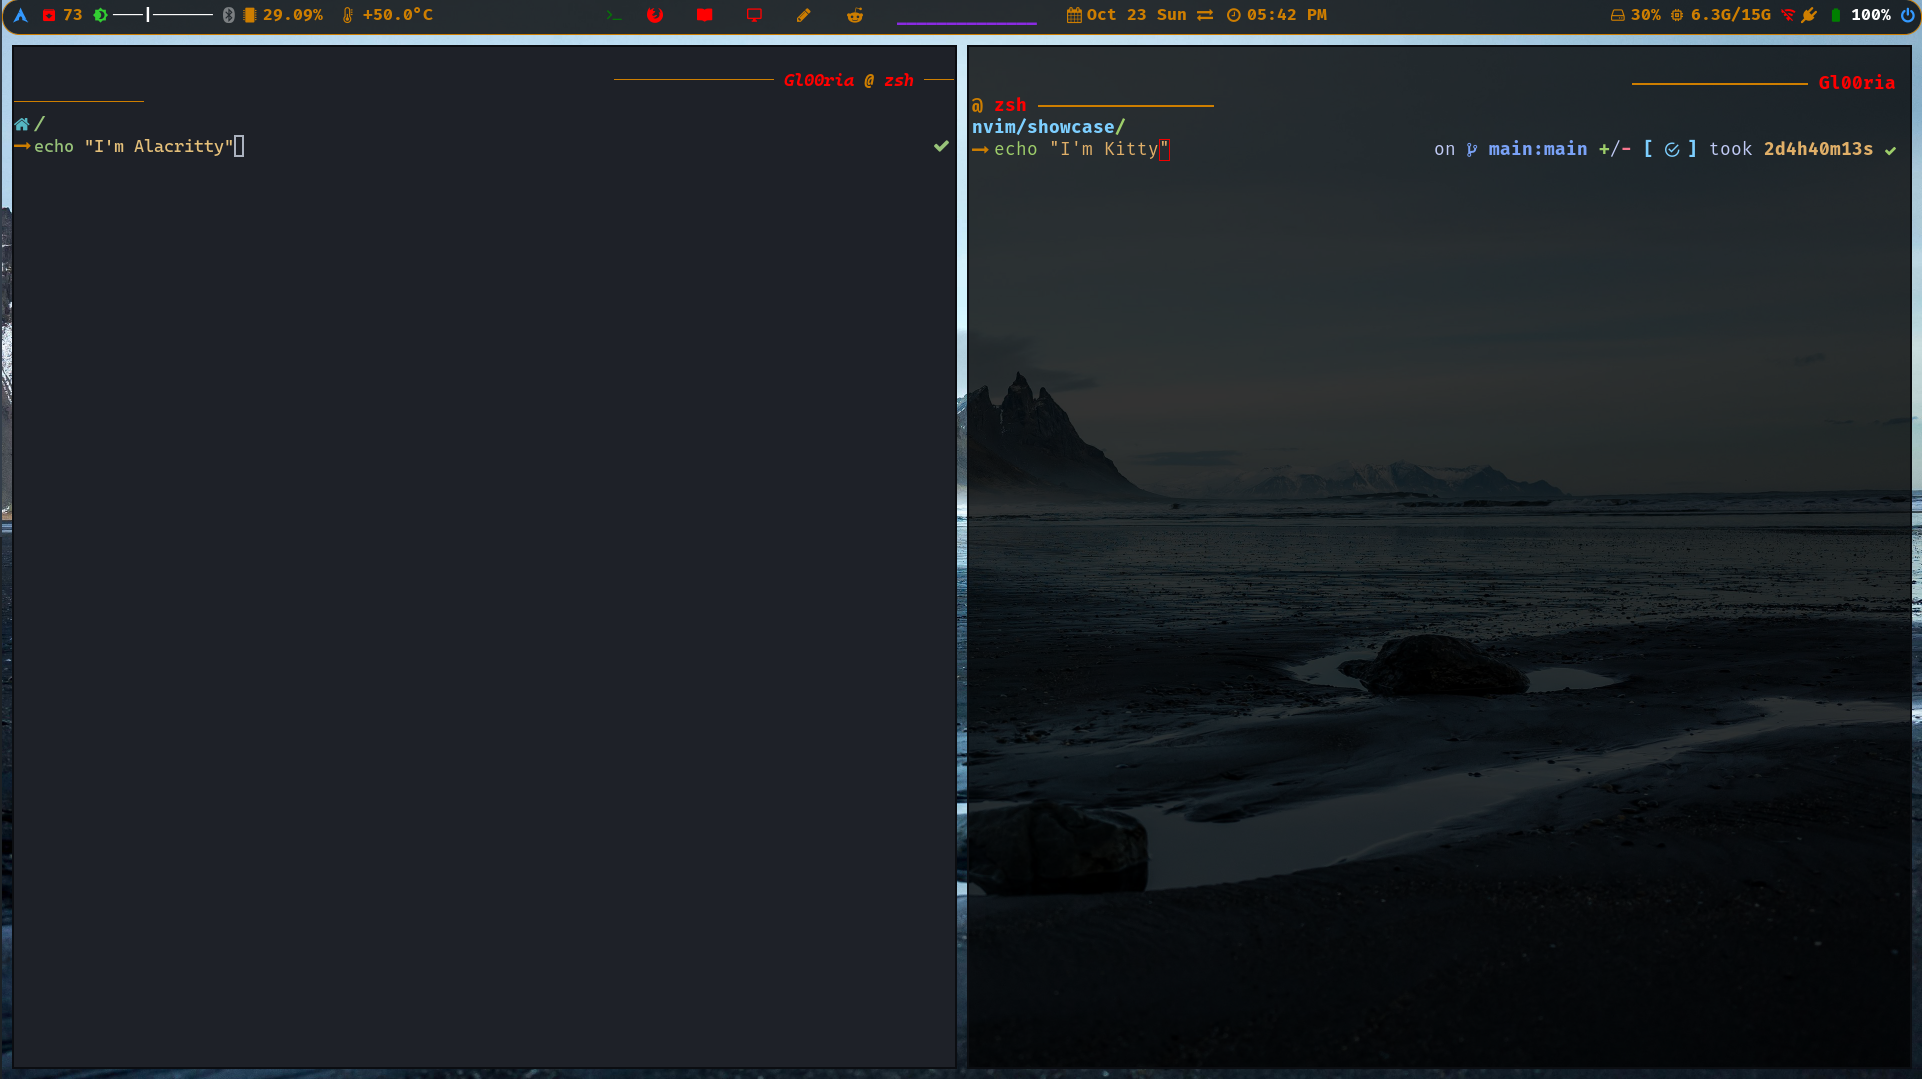 73 29.09% +50.0°C Oct 23 Sun 05:42 PM 30% 6.3G/15G 100%
Gl00ria @ zsh
/
echo "I'm Alacritty"
Gl00ria
@ zsh
nvim/showcase/
echo "I'm Kitty" on main:main +/- [ ] took 2d4h40m13s